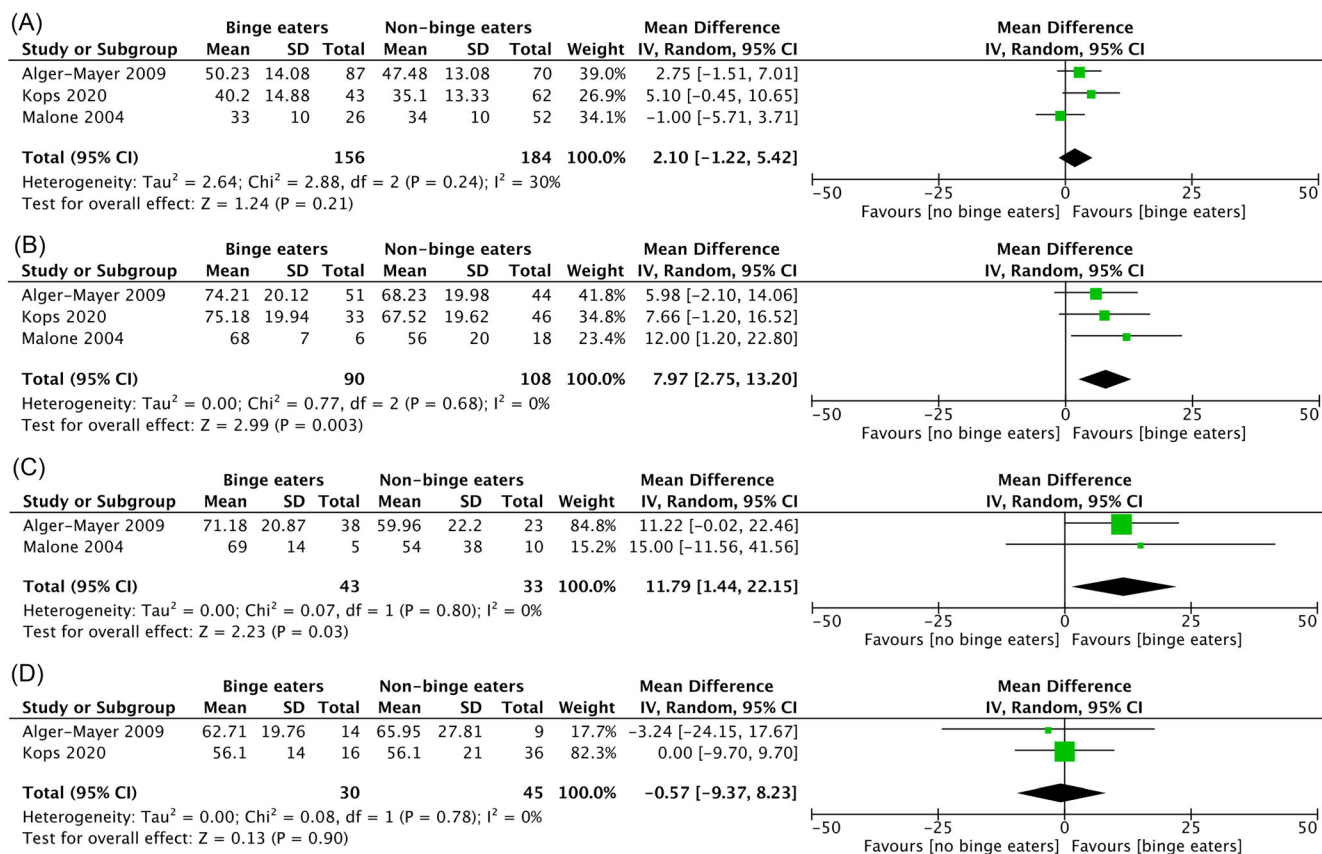 (A)
Binge eaters Non-binge eaters Mean Difference Mean Difference
Study or Subgroup Mean SD Total Mean SD Total Weight IV, Random, 95% CI IV, Random, 95% CI
Alger-Mayer 2009 50.23 14.08 87 47.48 13.08 70 39.0% 2.75 [-1.51, 7.01]
Kops 2020 40.2 14.88 43 35.1 13.33 62 26.9% 5.10 [-0.45, 10.65]
Malone 2004 33 10 26 34 10 52 34.1% -1.00 [-5.71, 3.71]
Total (95% CI) 156 184 100.0% 2.10 [-1.22, 5.42]
Heterogeneity: Tau² = 2.64; Chi² = 2.88, df = 2 (P = 0.24); I² = 30%
Test for overall effect: Z = 1.24 (P = 0.21)
-50 -25 0 25 50
Favours [no binge eaters] Favours [binge eaters]
(B)
Binge eaters Non-binge eaters Mean Difference Mean Difference
Study or Subgroup Mean SD Total Mean SD Total Weight IV, Random, 95% CI IV, Random, 95% CI
Alger-Mayer 2009 74.21 20.12 51 68.23 19.98 44 41.8% 5.98 [-2.10, 14.06]
Kops 2020 75.18 19.94 33 67.52 19.62 46 34.8% 7.66 [-1.20, 16.52]
Malone 2004 68 7 6 56 20 18 23.4% 12.00 [1.20, 22.80]
Total (95% CI) 90 108 100.0% 7.97 [2.75, 13.20]
Heterogeneity: Tau² = 0.00; Chi² = 0.77, df = 2 (P = 0.68); I² = 0%
Test for overall effect: Z = 2.99 (P = 0.003)
-50 -25 0 25 50
Favours [no binge eaters] Favours [binge eaters]
(C)
Binge eaters Non-binge eaters Mean Difference Mean Difference
Study or Subgroup Mean SD Total Mean SD Total Weight IV, Random, 95% CI IV, Random, 95% CI
Alger-Mayer 2009 71.18 20.87 38 59.96 22.2 23 84.8% 11.22 [-0.02, 22.46]
Malone 2004 69 14 5 54 38 10 15.2% 15.00 [-11.56, 41.56]
Total (95% CI) 43 33 100.0% 11.79 [1.44, 22.15]
Heterogeneity: Tau² = 0.00; Chi² = 0.07, df = 1 (P = 0.80); I² = 0%
Test for overall effect: Z = 2.23 (P = 0.03)
-50 -25 0 25 50
Favours [no binge eaters] Favours [binge eaters]
(D)
Binge eaters Non-binge eaters Mean Difference Mean Difference
Study or Subgroup Mean SD Total Mean SD Total Weight IV, Random, 95% CI IV, Random, 95% CI
Alger-Mayer 2009 62.71 19.76 14 65.95 27.81 9 17.7% -3.24 [-24.15, 17.67]
Kops 2020 56.1 14 16 56.1 21 36 82.3% 0.00 [-9.70, 9.70]
Total (95% CI) 30 45 100.0% -0.57 [-9.37, 8.23]
Heterogeneity: Tau² = 0.00; Chi² = 0.08, df = 1 (P = 0.78); I² = 0%
Test for overall effect: Z = 0.13 (P = 0.90)
-50 -25 0 25 50
Favours [no binge eaters] Favours [binge eaters]